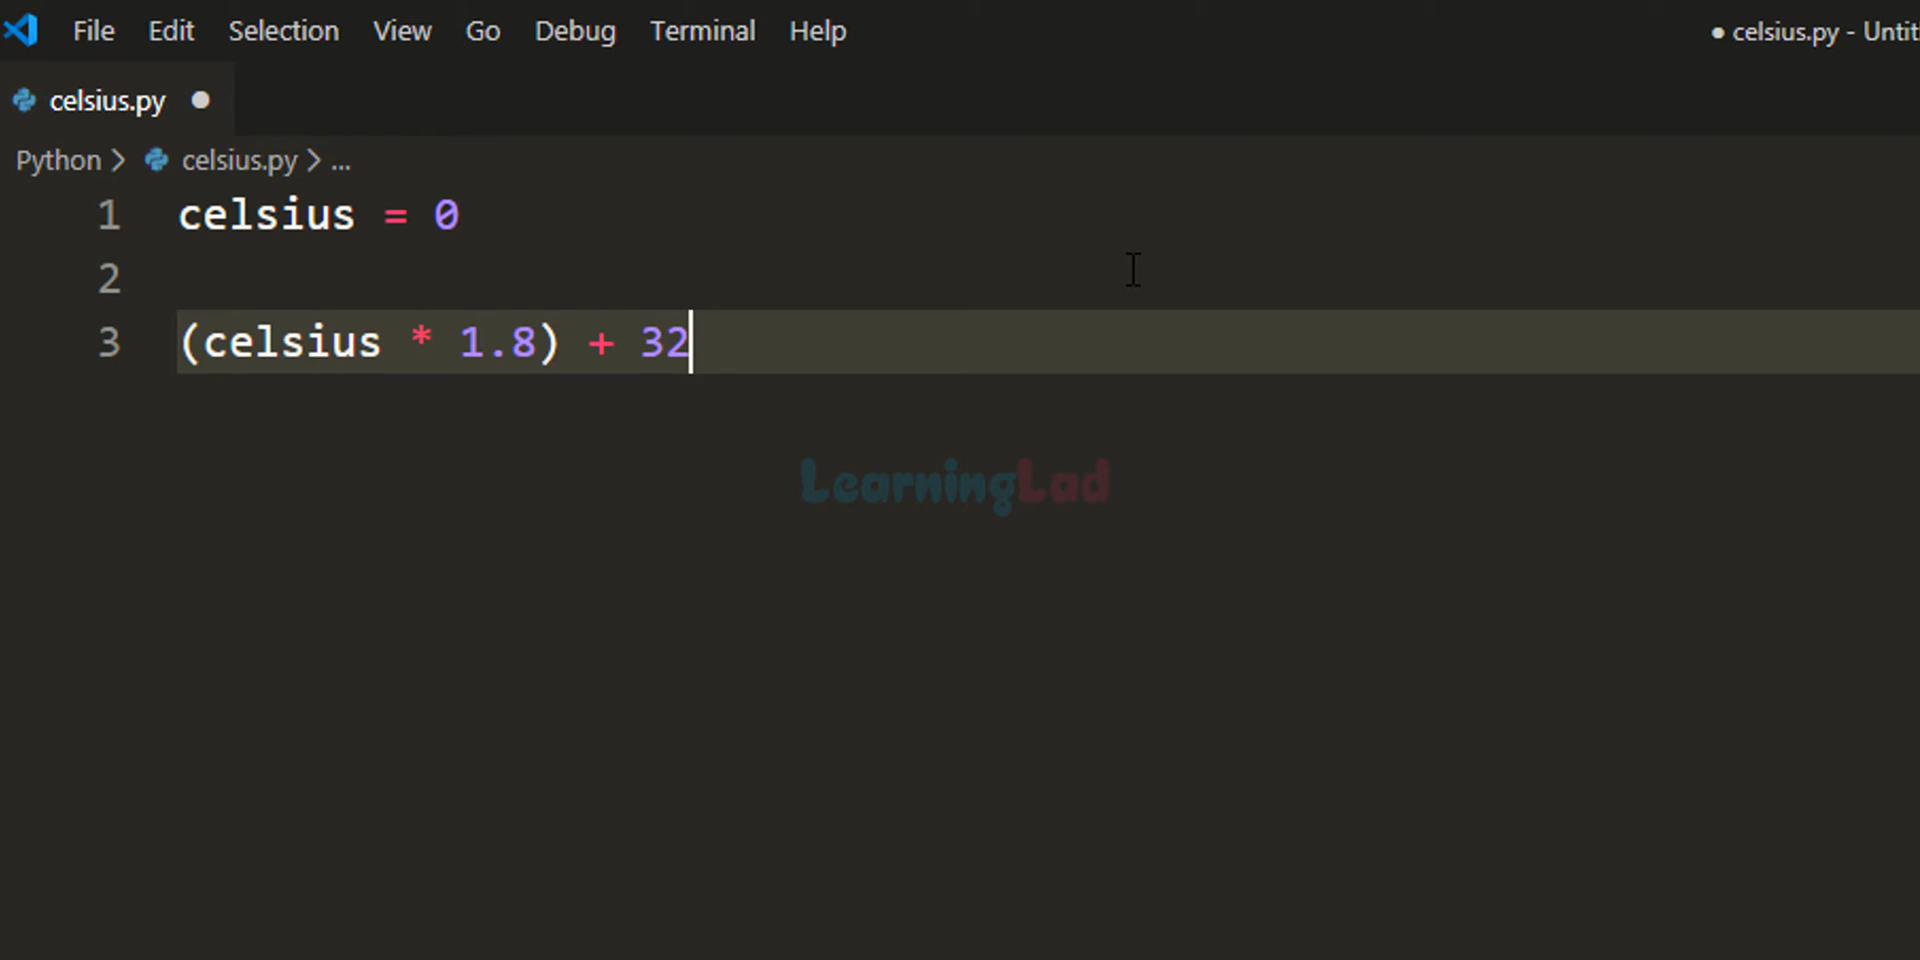 File Edit Selection View Go Debug Terminal Help
● celsius.py - Untit
celsius.py ●
Python > celsius.py > ...
1 celsius = 0
2
3 (celsius * 1.8) + 32
LearningLad